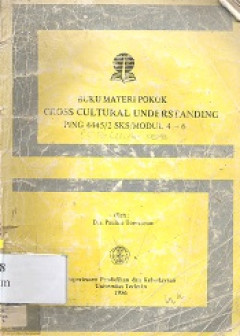 BUKU MATERI POKOK
CROSS CULTURAL UNDERSTANDING
PING 4445/2 SKS/MODUL 4 - 6
Oleh :
Departemen Pendidikan dan Kebudayaan
Universitas Terbuka
8
m